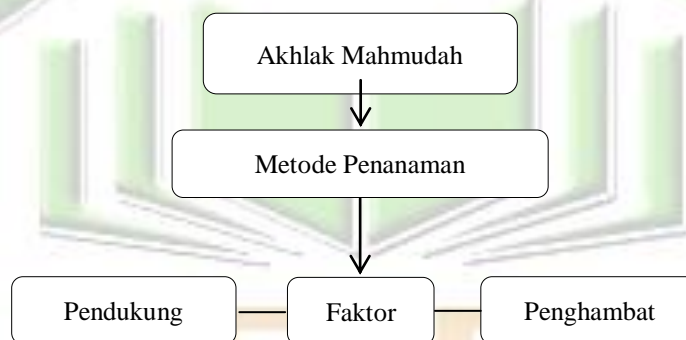 Akhlak Mahmudah
Metode Penanaman
Pendukung
Faktor
Penghambat